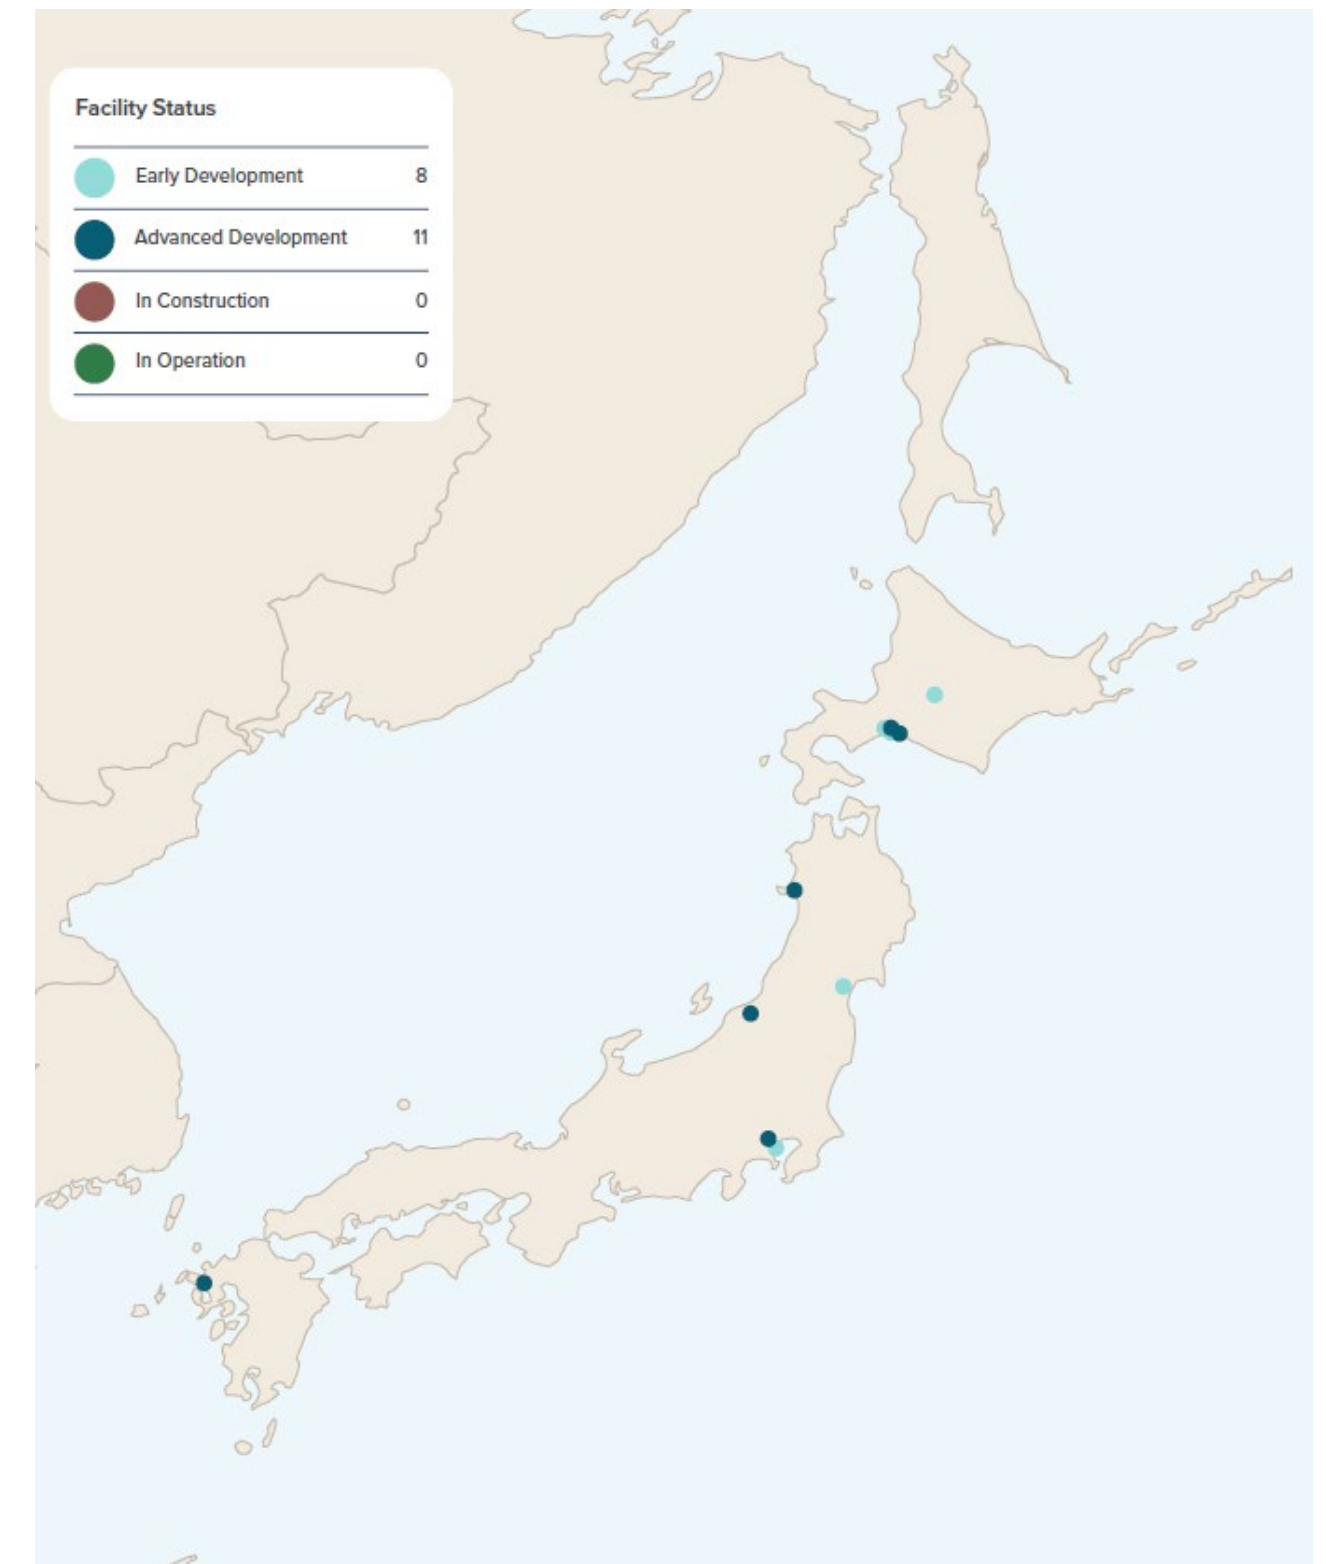 Facility Status
Early Development 8
Advanced Development 11
In Construction 0
In Operation 0